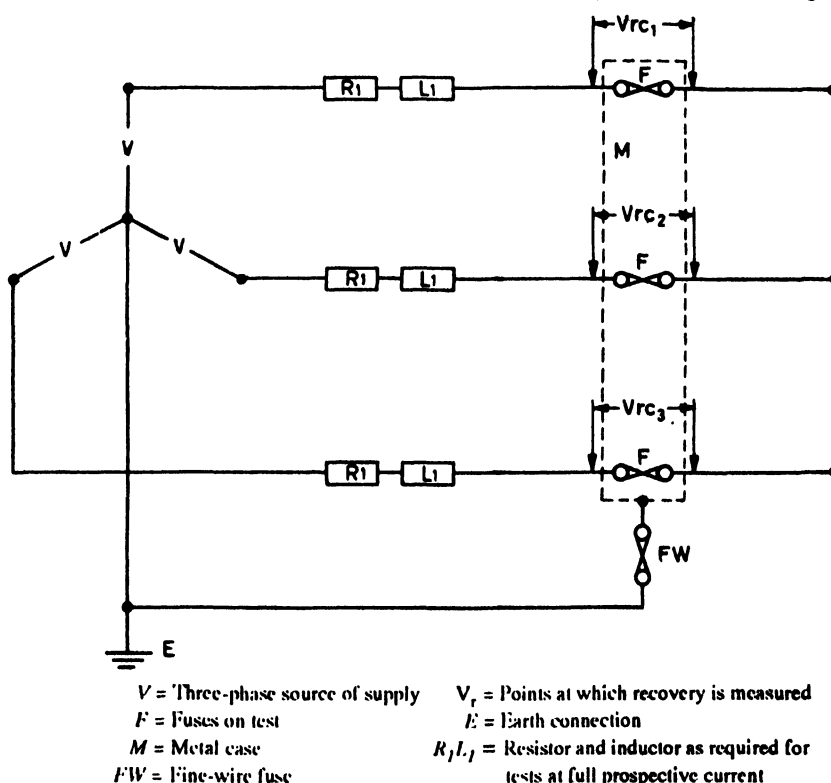 Vrc1
F
R1 L1
V
M
Vrc2
V V
F
R1 L1
Vrc3
F
R1 L1
FW
E
V = Three-phase source of supply
Vr = Points at which recovery is measured
F = Fuses on test
E = Earth connection
M = Metal case
R1L1 = Resistor and inductor as required for
tests at full prospective current
FW = Fine-wire fuse